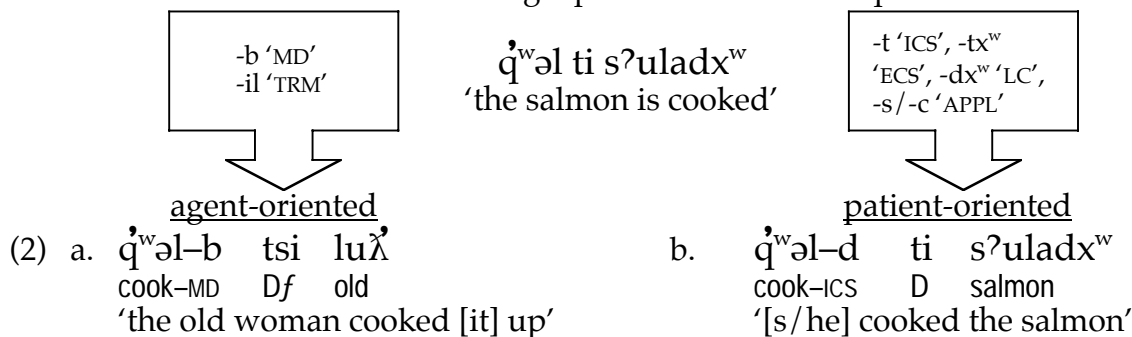 -b ‘MD’
-il ‘TRM’
q̓ʷəl ti sʔuladxʷ
‘the salmon is cooked’
-t ‘ICS’, -txʷ
‘ECS’, -dxʷ ‘LC’,
-s/-c ‘APPL’
agent-oriented
patient-oriented
(2) a. q̓ʷəl–b tsi luƛ̓
cook–MD Df old
‘the old woman cooked [it] up’
b. q̓ʷəl–d ti sʔuladxʷ
cook–ICS D salmon
‘[s/he] cooked the salmon’